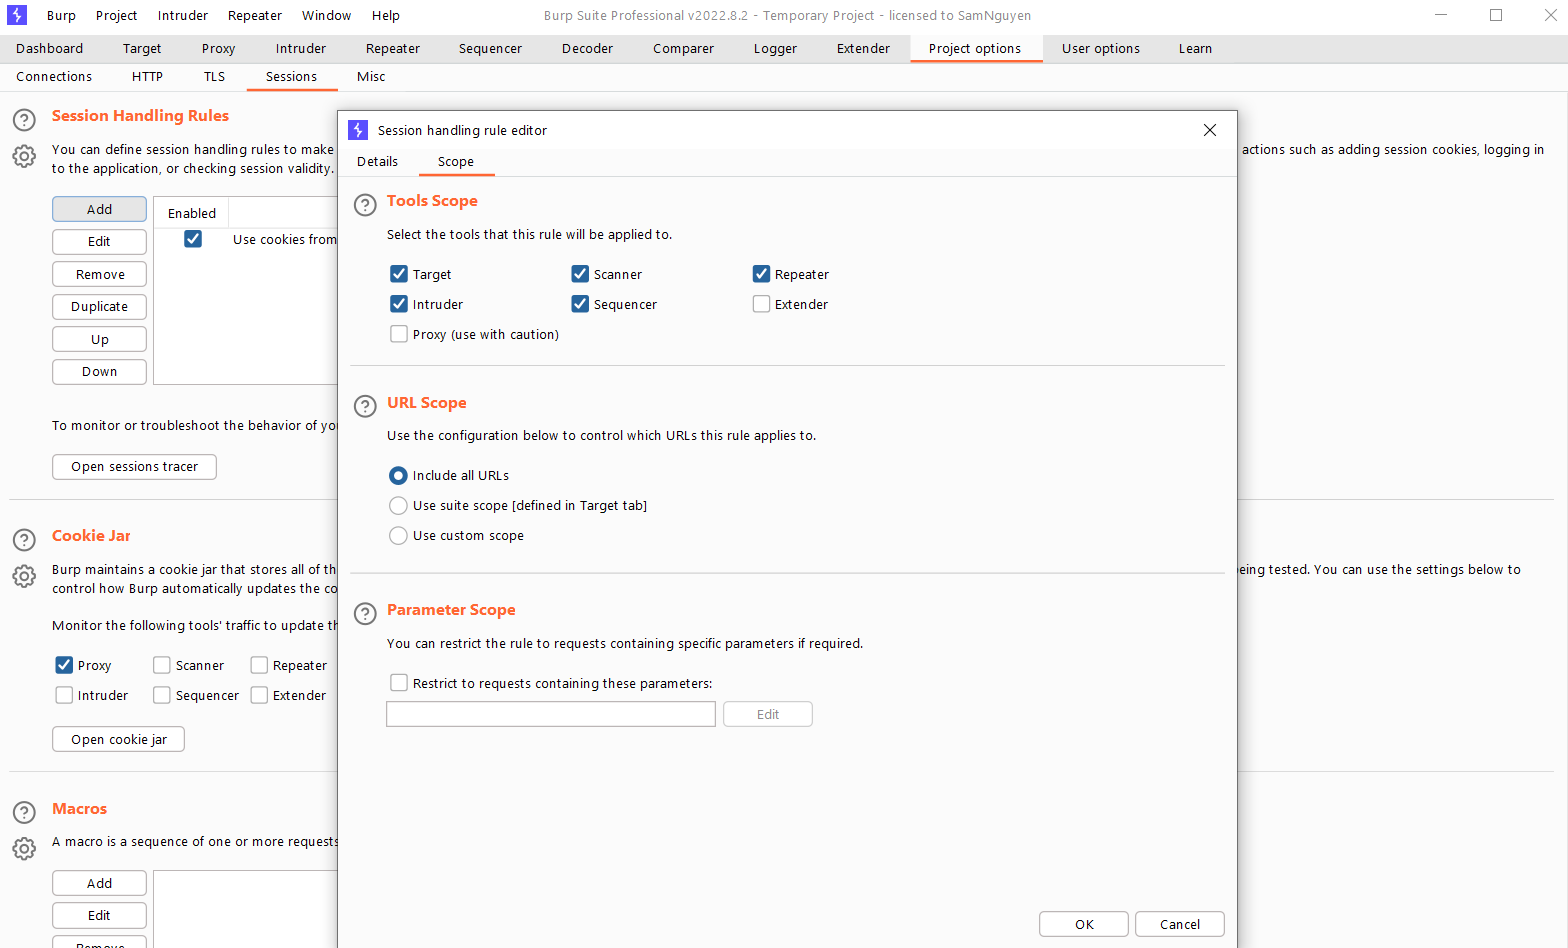 Burp Project Intruder Repeater Window Help Burp Suite Professional v2022.8.2 - Temporary Project - licensed to SamNguyen
Dashboard Target Proxy Intruder Repeater Sequencer Decoder Comparer Logger Extender Project options User options Learn
Connections HTTP TLS Sessions Misc
Session Handling Rules
You can define session handling rules to make
actions such as adding session cookies, logging in
to the application, or checking session validity.
Add
Edit
Remove
Duplicate
Up
Down
Enabled
Use cookies from
To monitor or troubleshoot the behavior of yo
Open sessions tracer
Cookie Jar
Burp maintains a cookie jar that stores all of th
eing tested. You can use the settings below to
control how Burp automatically updates the co
Monitor the following tools' traffic to update th
Proxy Scanner Repeater
Intruder Sequencer Extender
Open cookie jar
Macros
A macro is a sequence of one or more requests
Add
Edit
Remove
Session handling rule editor
Details Scope
Tools Scope
Select the tools that this rule will be applied to.
Target Scanner Repeater
Intruder Sequencer Extender
Proxy (use with caution)
URL Scope
Use the configuration below to control which URLs this rule applies to.
Include all URLs
Use suite scope [defined in Target tab]
Use custom scope
Parameter Scope
You can restrict the rule to requests containing specific parameters if required.
Restrict to requests containing these parameters:
Edit
OK Cancel